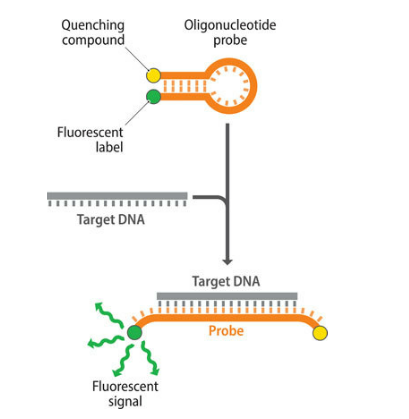 Quenching
compound
Oligonucleotide
probe
Fluorescent
label
Target DNA
Target DNA
Probe
Fluorescent
signal